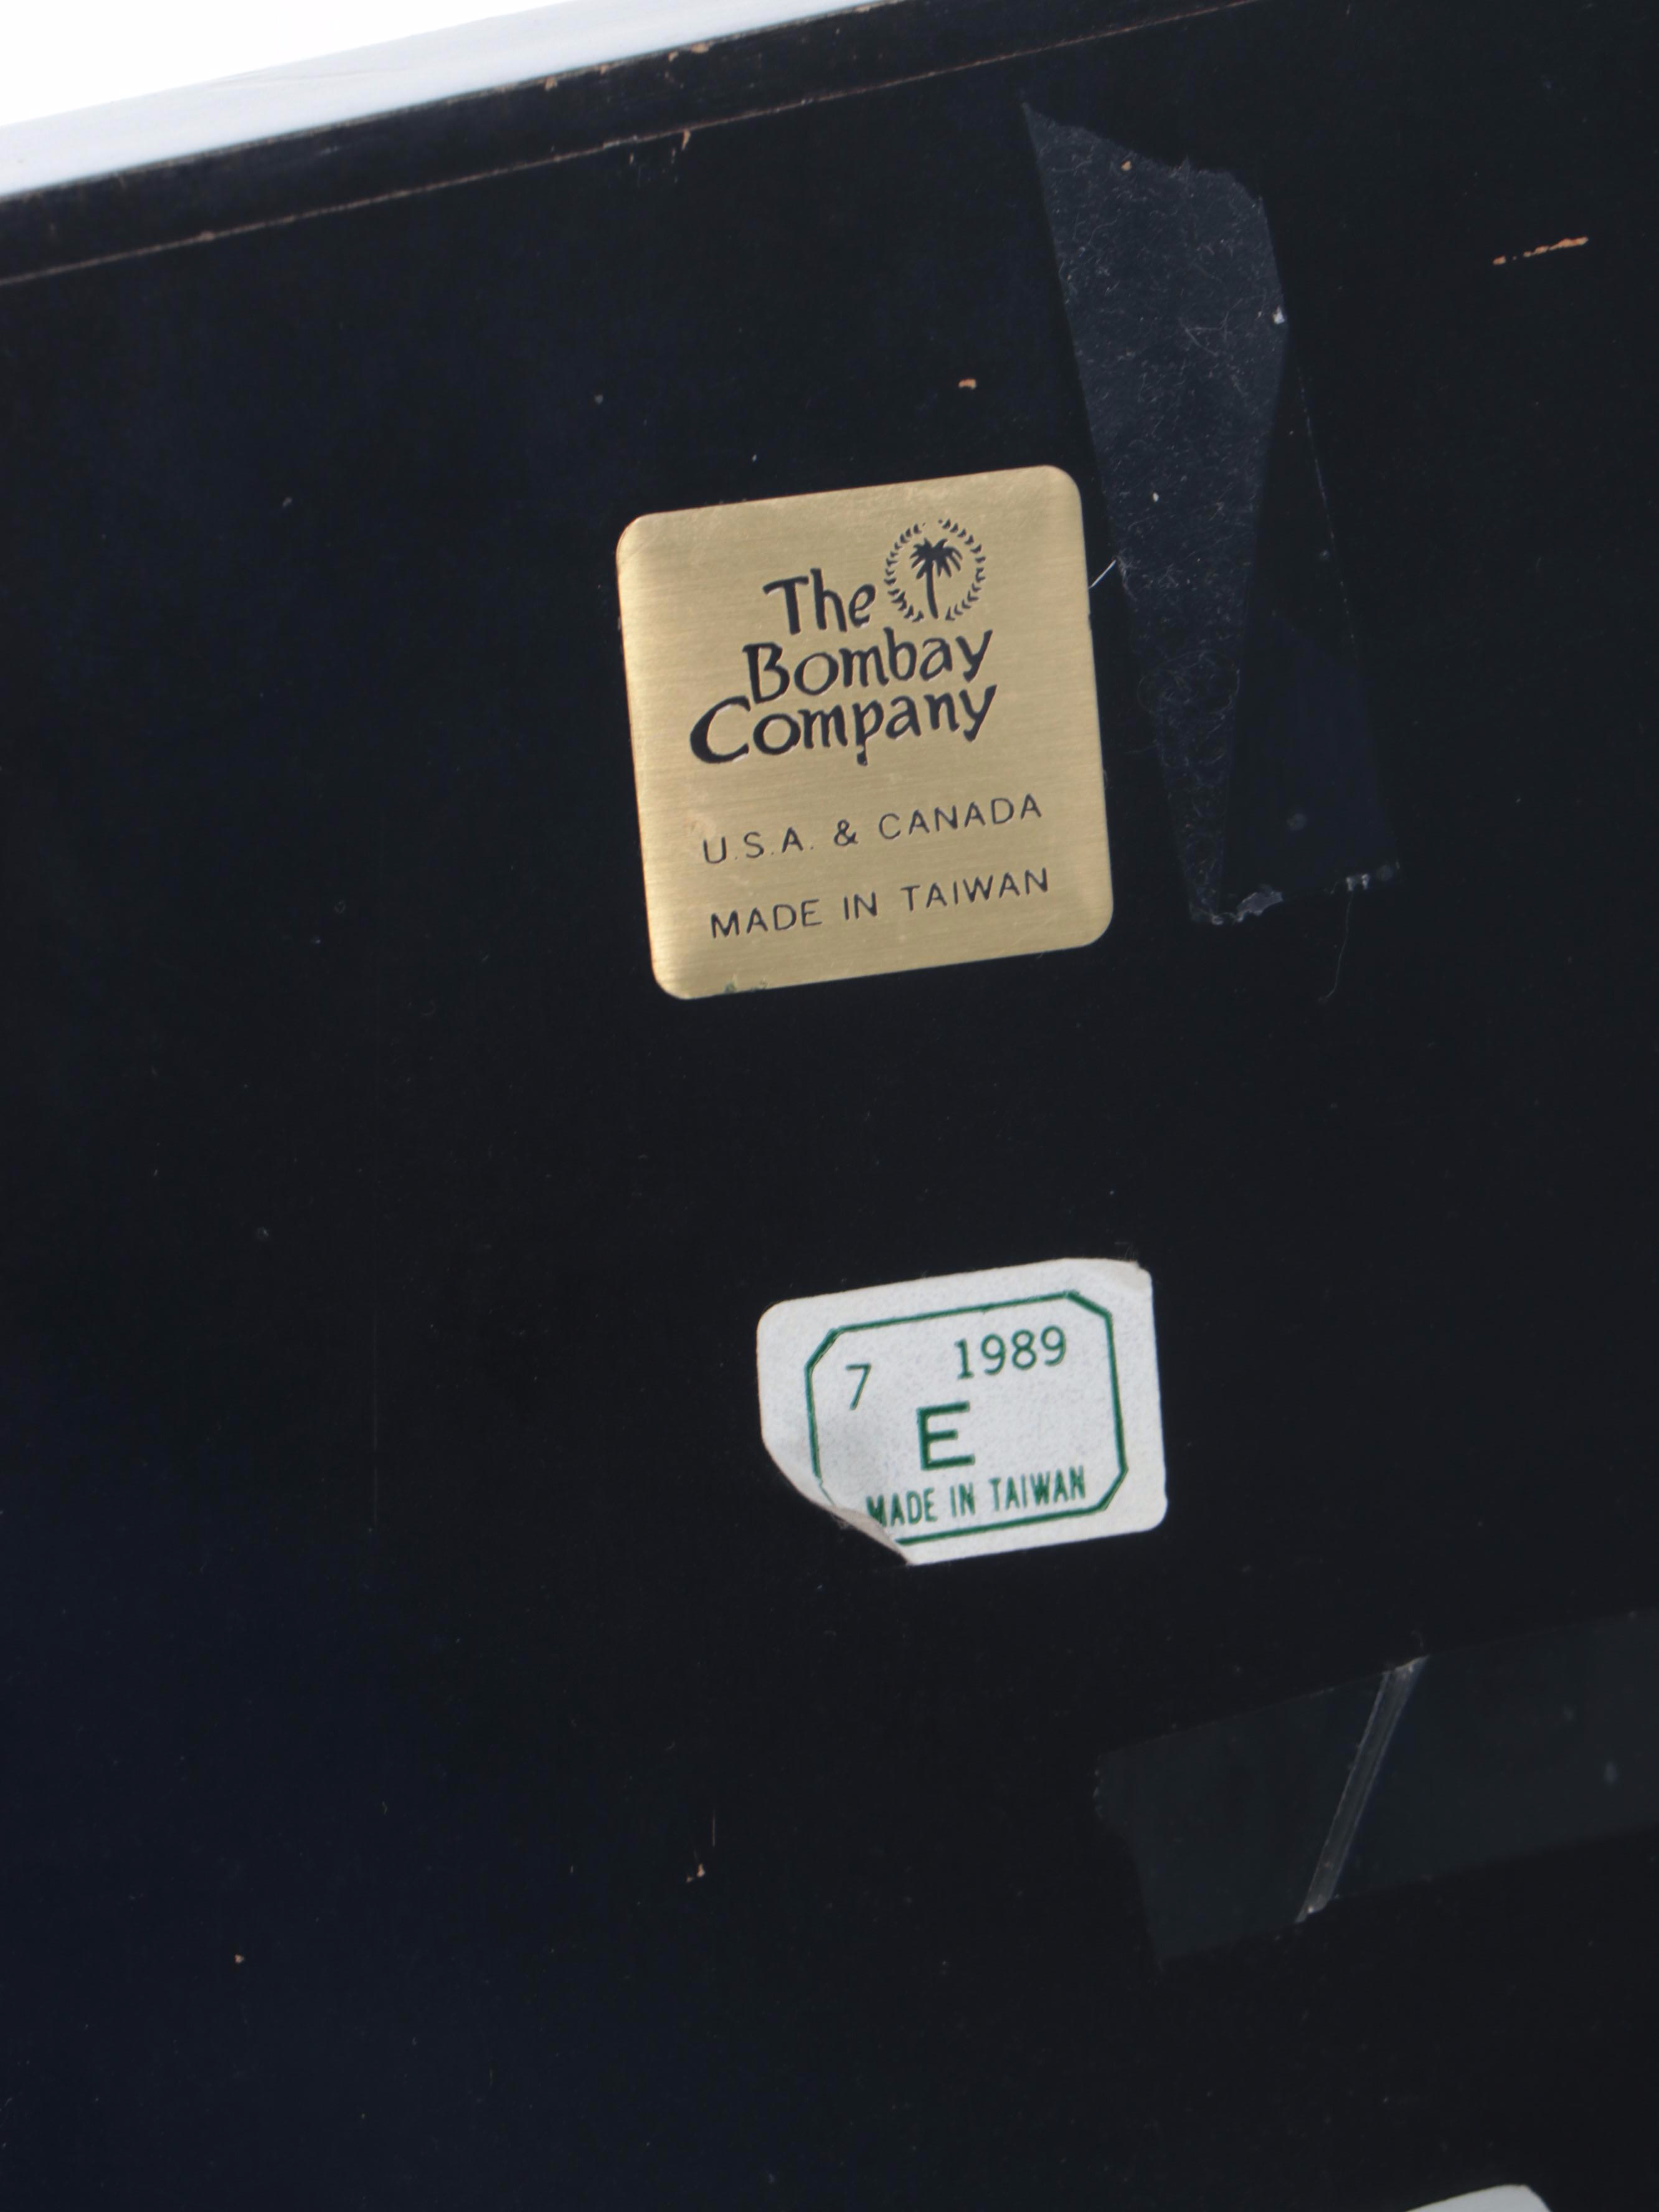 The
Bombay
Company
U.S.A. & CANADA
MADE IN TAIWAN
7 1989
E
MADE IN TAIWAN